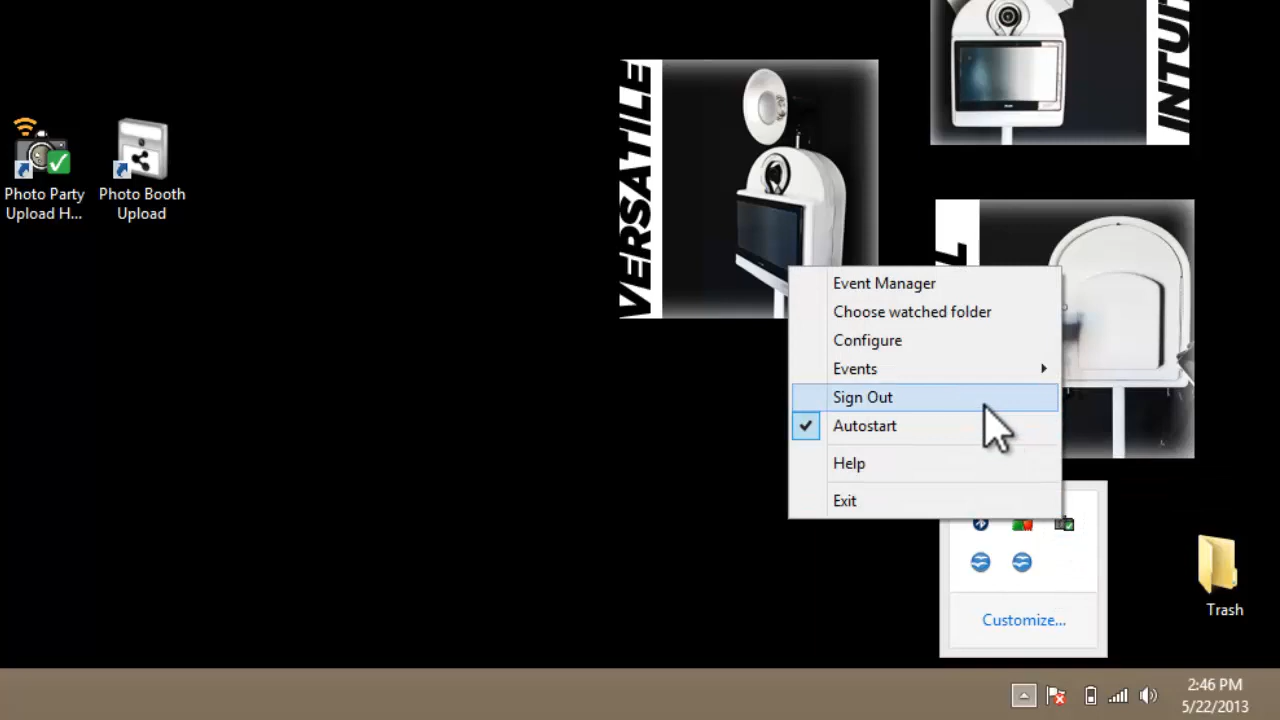 Photo Party
Upload H...
Photo Booth
Upload
VERSATILE
Event Manager
Choose watched folder
Configure
Events
Sign Out
Autostart
Help
Exit
Customize...
Trash
2:46 PM
5/22/2013